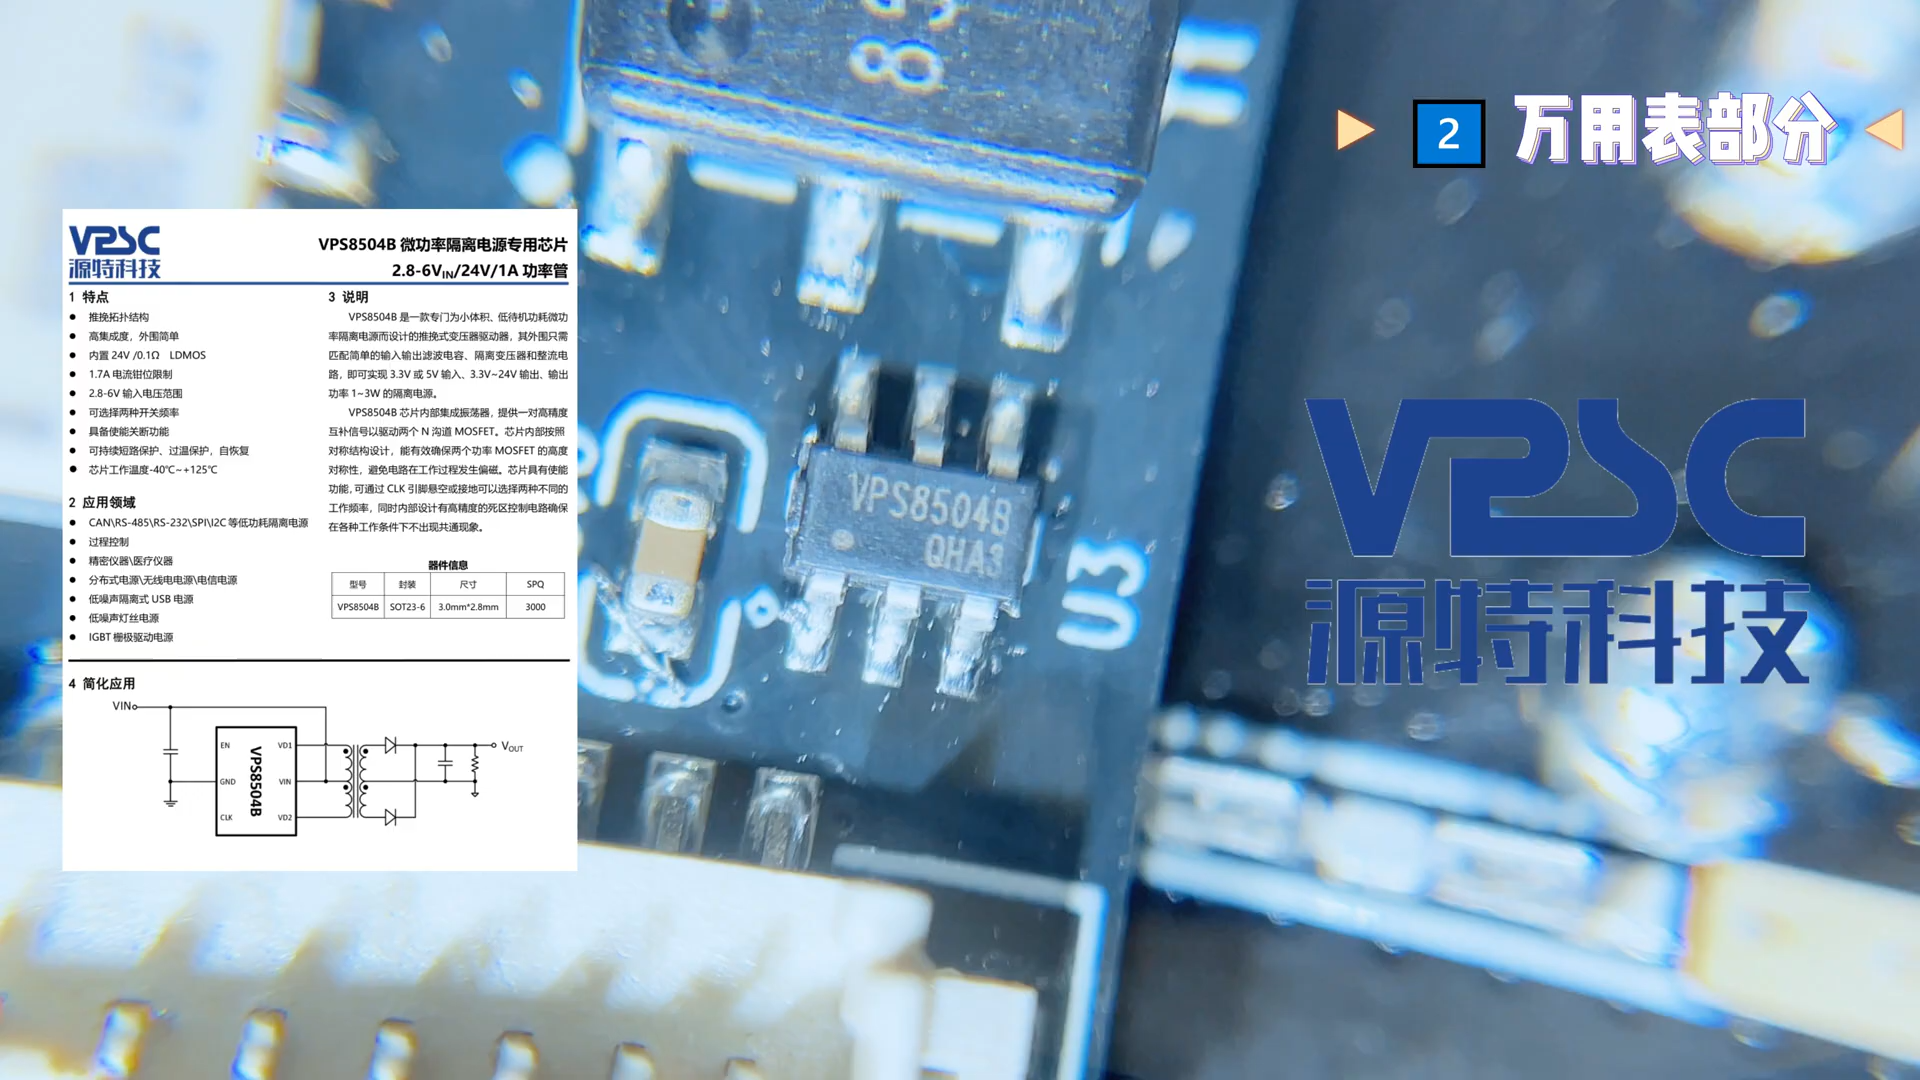 8
2 万用表部分
VPSC
源特科技
VPS8504B 微功率隔离电源专用芯片
2.8-6VIN/24V/1A 功率管
1 特点
● 推挽拓扑结构
● 高集成度，外围简单
● 内置 24V /0.1Ω LDMOS
● 1.7A 电流钳位限制
● 2.8-6V 输入电压范围
● 可选择两种开关频率
● 具备使能关断功能
● 可持续短路保护、过温保护，自恢复
● 芯片工作温度-40℃~+125℃
2 应用领域
● CAN\RS-485\RS-232\SPI\I2C 等低功耗隔离电源
● 过程控制
● 精密仪器\医疗仪器
● 分布式电源\无线电电源\电信电源
● 低噪声隔离式 USB 电源
● 低噪声灯丝电源
● IGBT 栅极驱动电源
3 说明
VPS8504B 是一款专门为小体积、低待机功耗微功
率隔离电源而设计的推挽式变压器驱动器，其外围只需
匹配简单的输入输出滤波电容、隔离变压器和整流电
路，即可实现 3.3V 或 5V 输入、3.3V~24V 输出、输出
功率 1~3W 的隔离电源。
VPS8504B 芯片内部集成振荡器，提供一对高精度
互补信号以驱动两个 N 沟道 MOSFET。芯片内部按照
对称结构设计，能有效确保两个功率 MOSFET 的高度
对称性，避免电路在工作过程发生偏磁。芯片具有使能
功能，可通过 CLK 引脚悬空或接地可以选择两种不同的
工作频率，同时内部设计有高精度的死区控制电路确保
在各种工作条件下不出现共通现象。
器件信息
型号 封装 尺寸 SPQ
VPS8504B SOT23-6 3.0mm*2.8mm 3000
4 简化应用
VIN
EN VD1
GND VIN
CLK VD2
VPS8504B
VOUT
VPS8504B
QHA3
U3
VPSC
源特科技